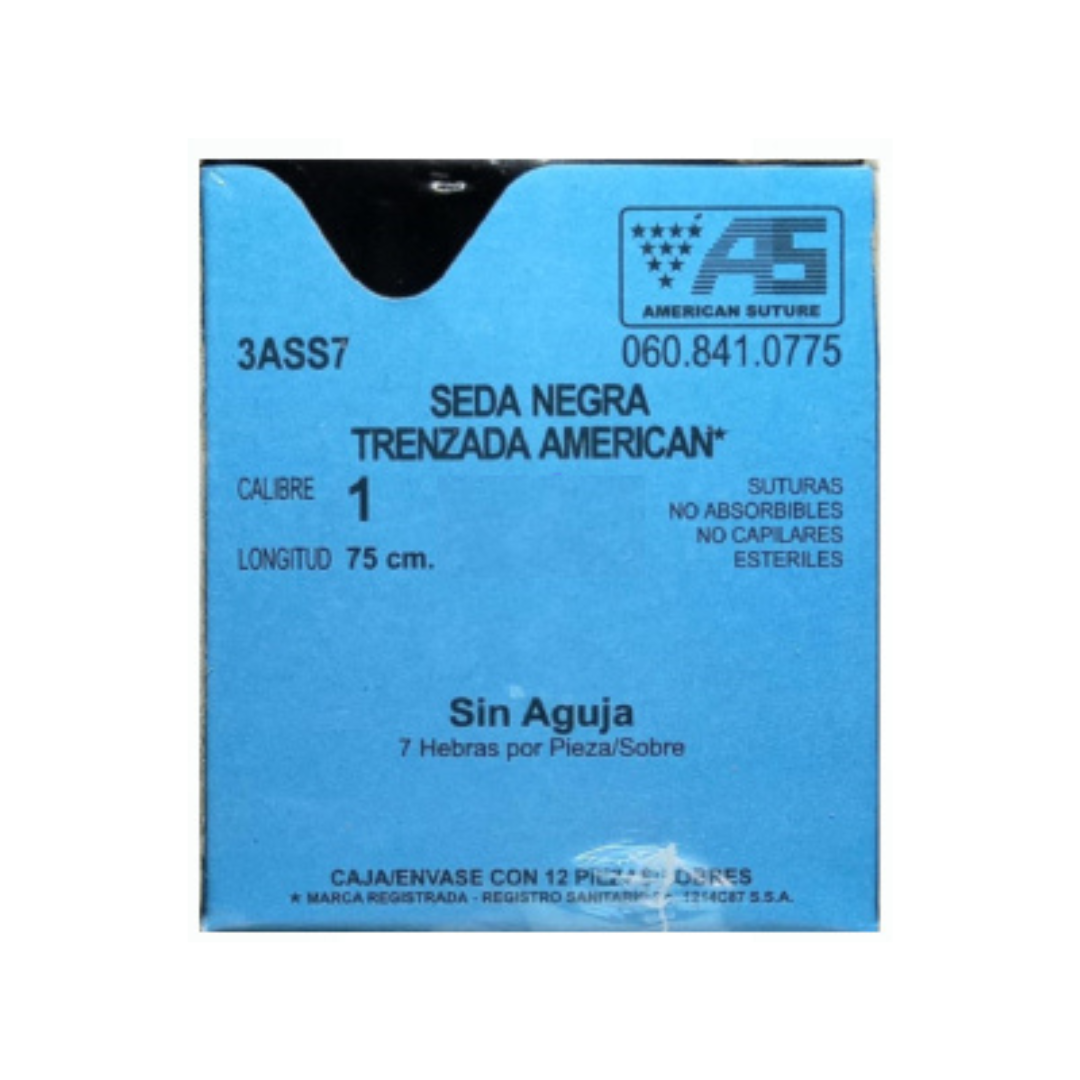 AS
AMERICAN SUTURE
3ASS7
060.841.0775
SEDA NEGRA
TRENZADA AMERICAN*
CALIBRE 1
LONGITUD 75 cm.
SUTURAS
NO ABSORBIBLES
NO CAPILARES
ESTERILES
Sin Aguja
7 Hebras por Pieza/Sobre
CAJA/ENVASE CON 12
* MARCA REGISTRADA - REGISTRO S.S.A.